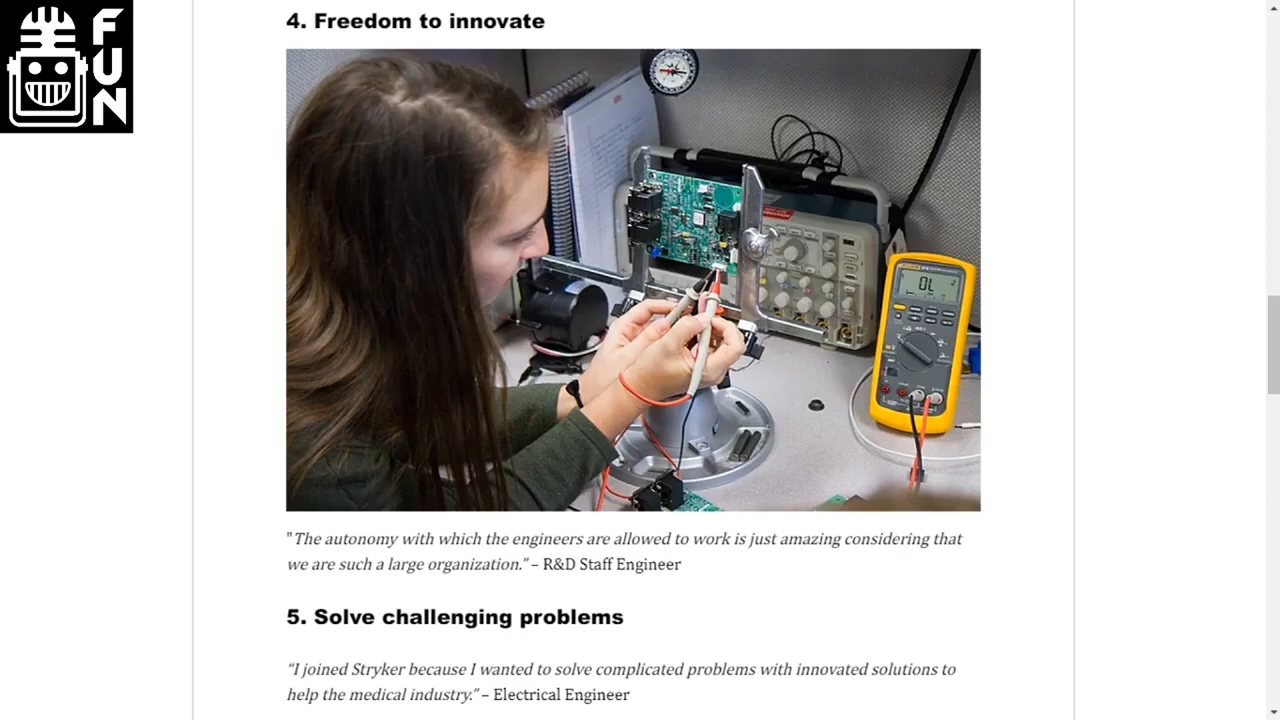 FUN
4. Freedom to innovate
OL
"The autonomy with which the engineers are allowed to work is just amazing considering that
we are such a large organization.” – R&D Staff Engineer
5. Solve challenging problems
“I joined Stryker because I wanted to solve complicated problems with innovated solutions to
help the medical industry.” – Electrical Engineer